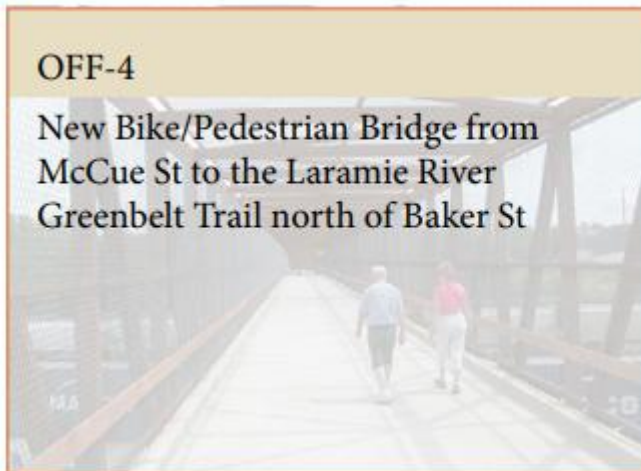 OFF-4
New Bike/Pedestrian Bridge from
McCue St to the Laramie River
Greenbelt Trail north of Baker St